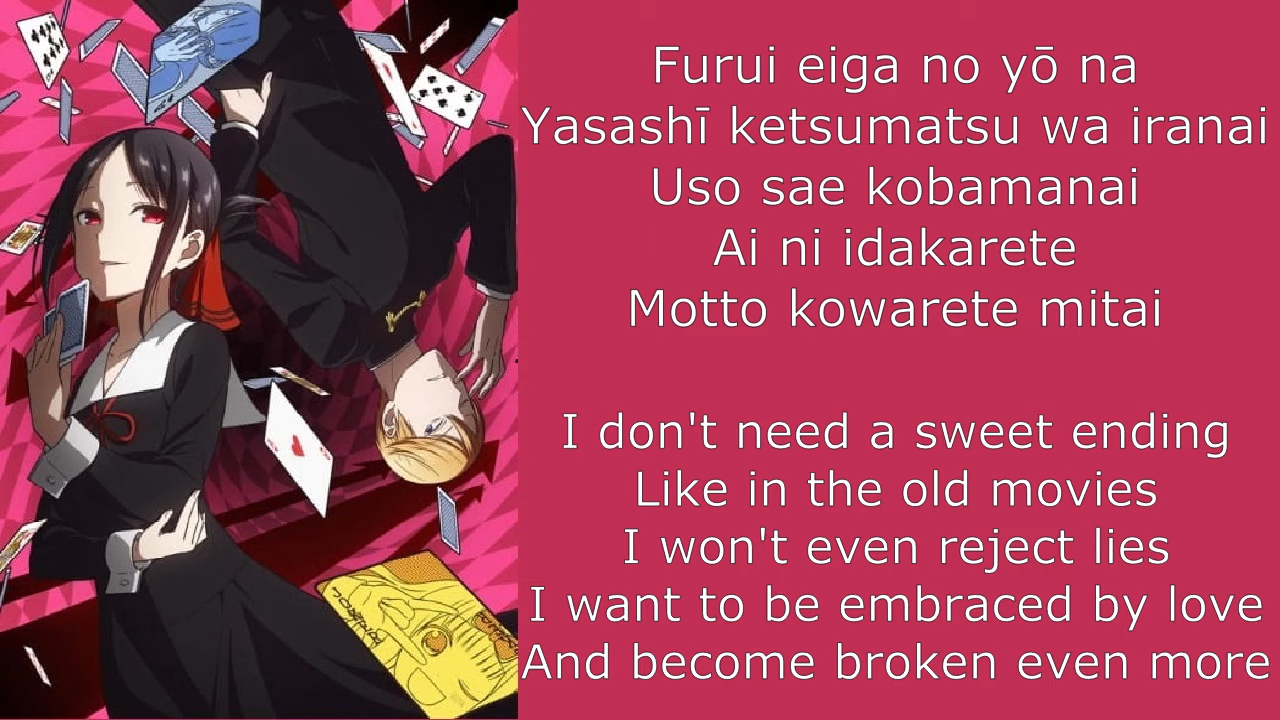 Furui eiga no yō na
Yasashī ketsumatsu wa iranai
Uso sae kobamanai
Ai ni idakarete
Motto kowarete mitai
I don't need a sweet ending
Like in the old movies
I won't even reject lies
I want to be embraced by love
And become broken even more